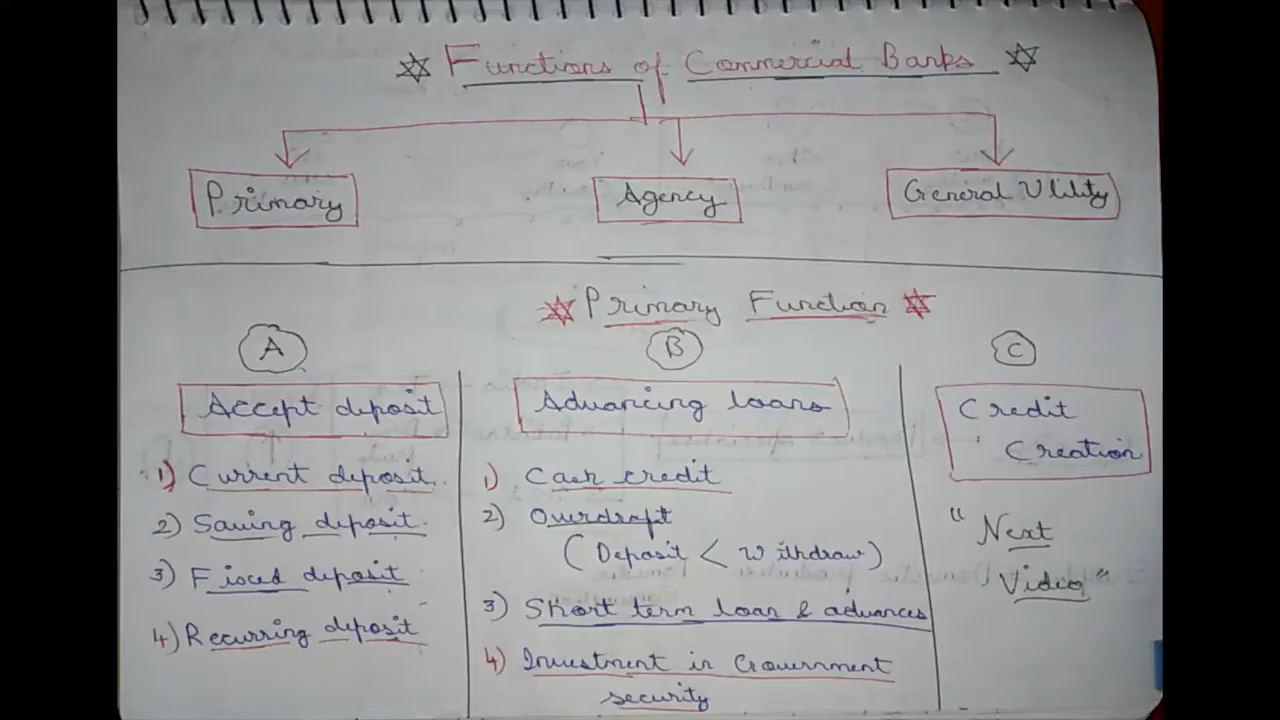 Functions of Commercial Banks
Primary
Agency
General Utility
Primary Function
A
Accept deposit
1) Current deposit
2) Saving deposit
3) Fixed deposit
4) Recurring deposit
B
Advancing loans
1) Cash credit
2) Overdraft
(Deposit < Withdraw)
3) Short term loan & advances
4) Investment in Government
security
C
Credit
Creation
"Next
Video"